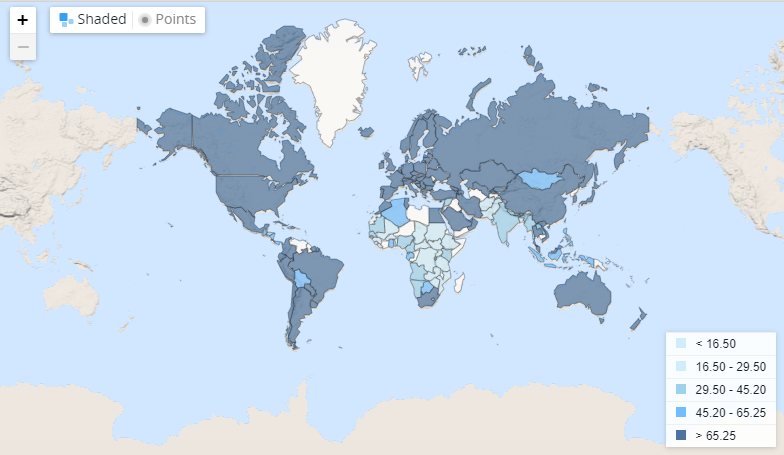 +
Shaded Points
−
< 16.50
16.50 - 29.50
29.50 - 45.20
45.20 - 65.25
> 65.25